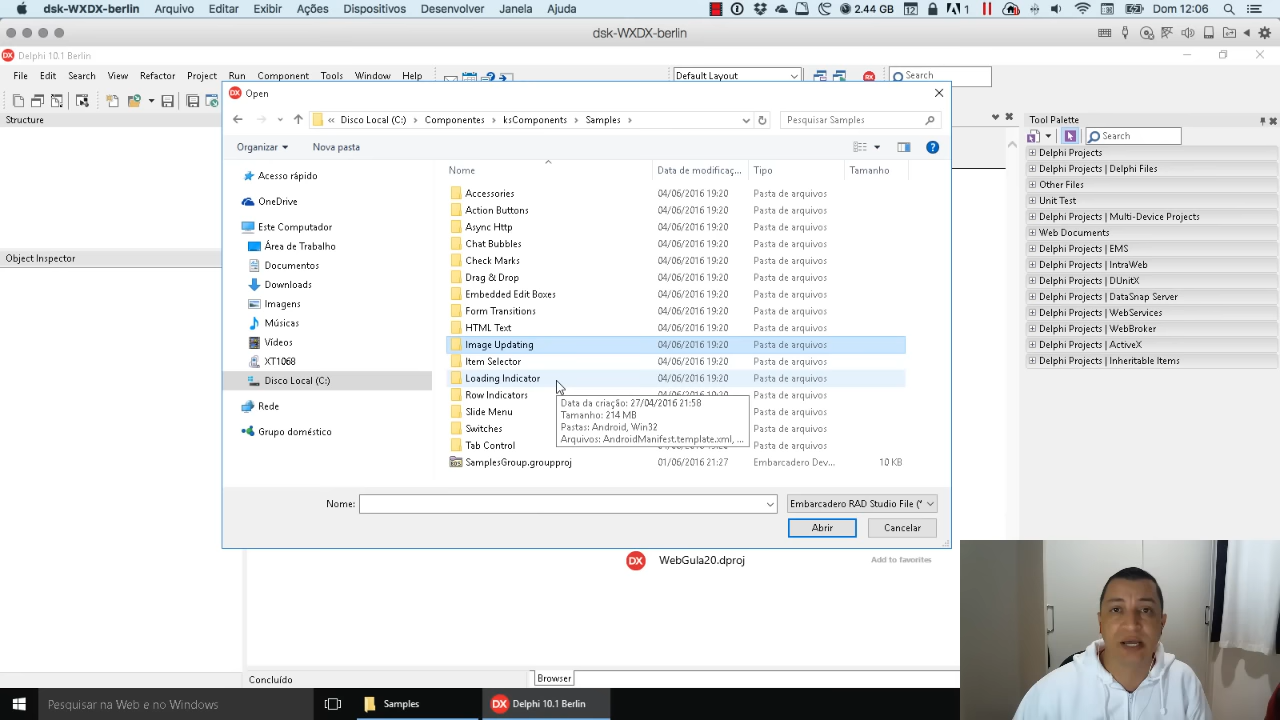 dsk-WXDX-berlin Arquivo Editar Exibir Ações Dispositivos Desenvolver Janela Ajuda 2.44 GB 12 1 Dom 12:06
dsk-WXDX-berlin
DX Delphi 10.1 Berlin
File Edit Search View Refactor Project Run Component Tools Window Help Default Layout Search
Structure
Object Inspector
DX Open
« Disco Local (C:) Componentes ksComponents Samples Pesquisar Samples
Organizar Nova pasta
Nome Data de modificaç... Tipo Tamanho
Acesso rápido
OneDrive
Este Computador
Área de Trabalho
Documentos
Downloads
Imagens
Músicas
Vídeos
XT1068
Disco Local (C:)
Rede
Grupo doméstico
Accessories 04/06/2016 19:20 Pasta de arquivos
Action Buttons 04/06/2016 19:20 Pasta de arquivos
Async Http 04/06/2016 19:20 Pasta de arquivos
Chat Bubbles 04/06/2016 19:20 Pasta de arquivos
Check Marks 04/06/2016 19:20 Pasta de arquivos
Drag & Drop 04/06/2016 19:20 Pasta de arquivos
Embedded Edit Boxes 04/06/2016 19:20 Pasta de arquivos
Form Transitions 04/06/2016 19:20 Pasta de arquivos
HTML Text 04/06/2016 19:20 Pasta de arquivos
Image Updating 04/06/2016 19:20 Pasta de arquivos
Item Selector 04/06/2016 19:20 Pasta de arquivos
Loading Indicator 04/06/2016 19:20 Pasta de arquivos
Row Indicators 04/06/2016 19:20 Pasta de arquivos
Slide Menu Pasta de arquivos
Switches Pasta de arquivos
Tab Control Pasta de arquivos
SamplesGroup.groupproj 01/06/2016 21:27 Embarcadero Dev... 10 KB
Data da criação: 27/04/2016 21:58
Tamanho: 214 MB
Pastas: Android, Win32
Arquivos: AndroidManifest.template.xml, ...
Nome: Embarcadero RAD Studio File (*
Abrir Cancelar
Tool Palette
Search
Delphi Projects
Delphi Projects | Delphi Files
Other Files
Unit Test
Delphi Projects | Multi-Device Projects
Web Documents
Delphi Projects | EMS
Delphi Projects | IntraWeb
Delphi Projects | DUnitX
Delphi Projects | DataSnap Server
Delphi Projects | WebServices
Delphi Projects | WebBroker
Delphi Projects | ActiveX
Delphi Projects | Inheritable Items
DX WebGula20.dproj Add to favorites
Concluído Browser
Pesquisar na Web e no Windows Samples DX Delphi 10.1 Berlin